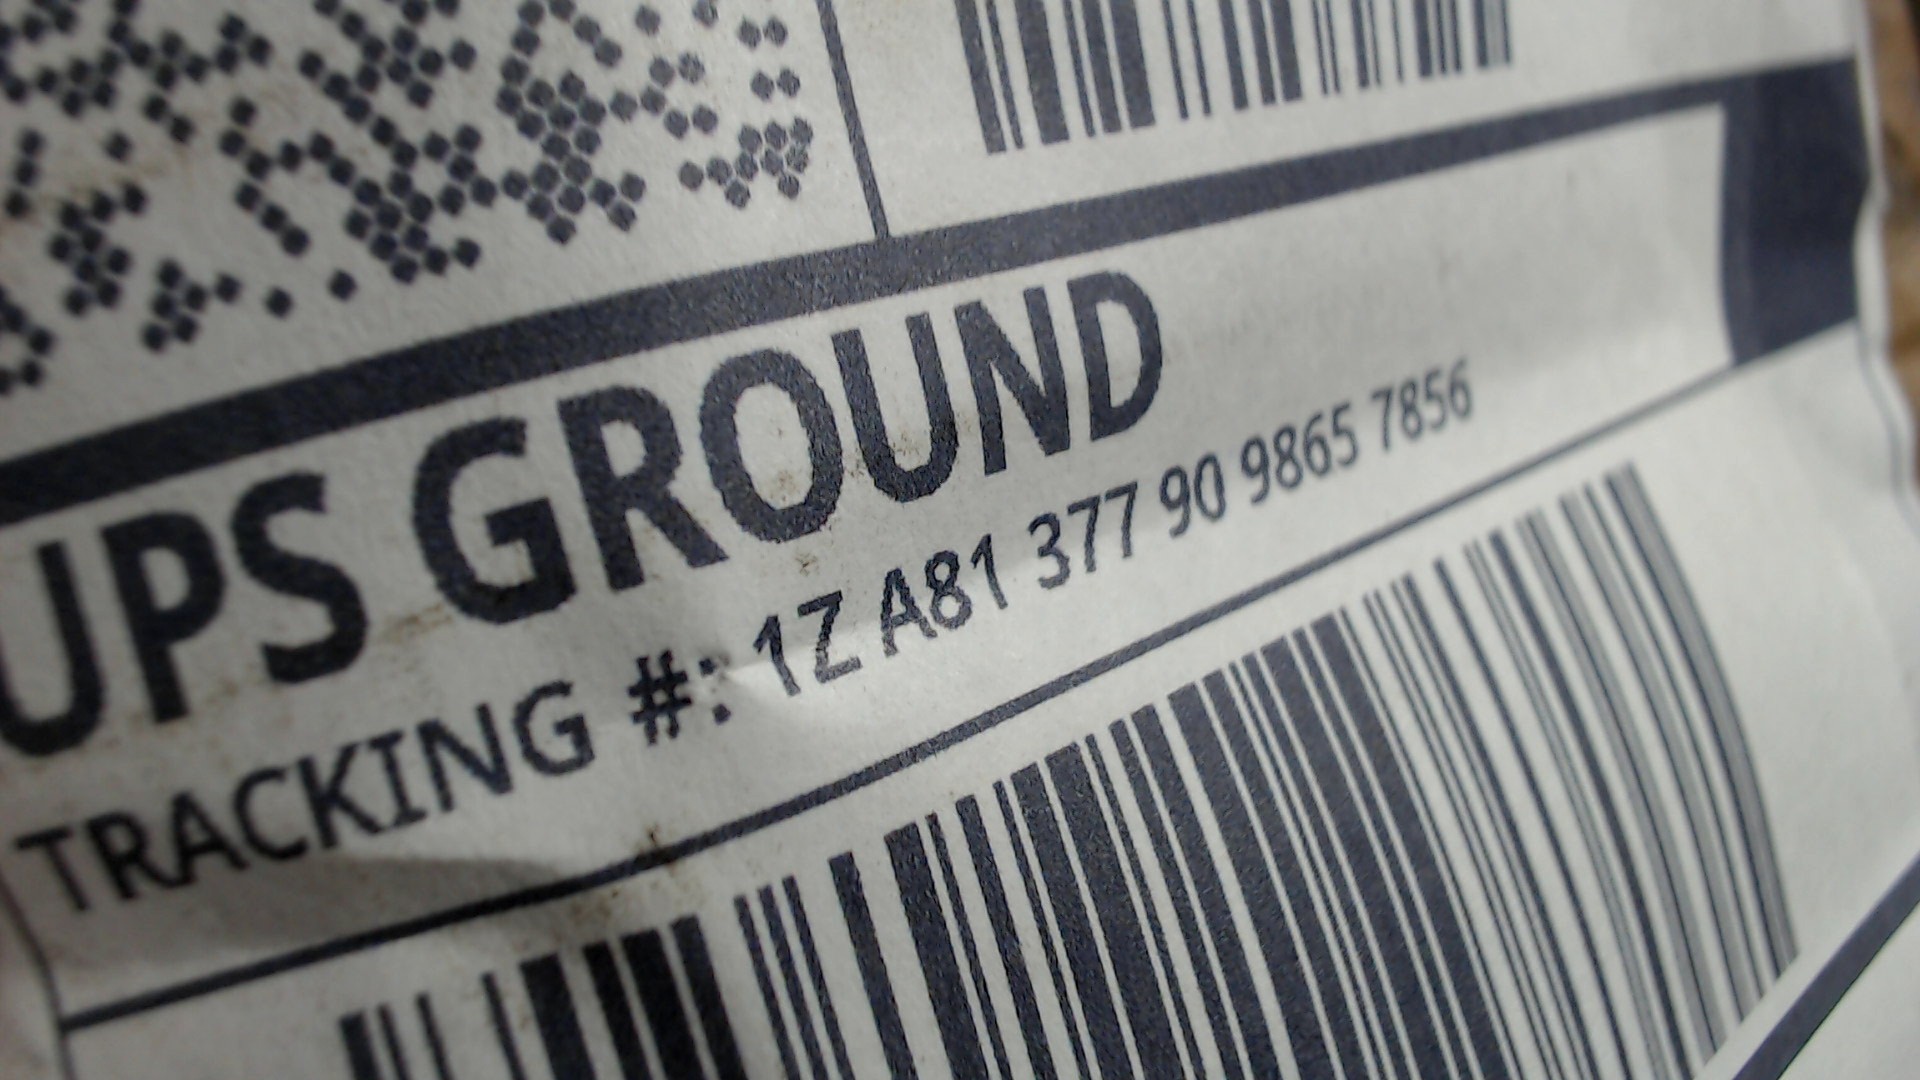 UPS GROUND
TRACKING #: 1Z A81 377 90 9865 7856